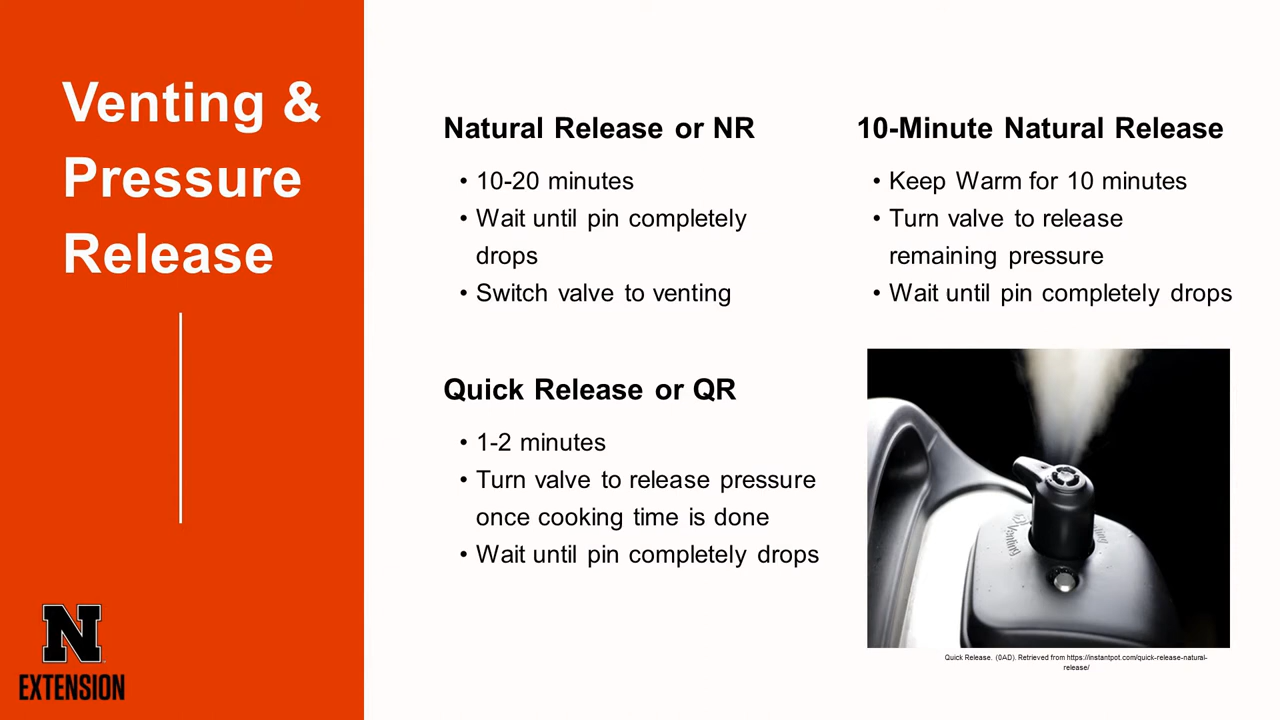 Venting &
Pressure
Release
Natural Release or NR
• 10-20 minutes
• Wait until pin completely
drops
• Switch valve to venting
Quick Release or QR
• 1-2 minutes
• Turn valve to release pressure
once cooking time is done
• Wait until pin completely drops
10-Minute Natural Release
• Keep Warm for 10 minutes
• Turn valve to release
remaining pressure
• Wait until pin completely drops
Venting
Quick Release. (0AD). Retrieved from https://instantpot.com/quick-release-natural-
release/
N
EXTENSION